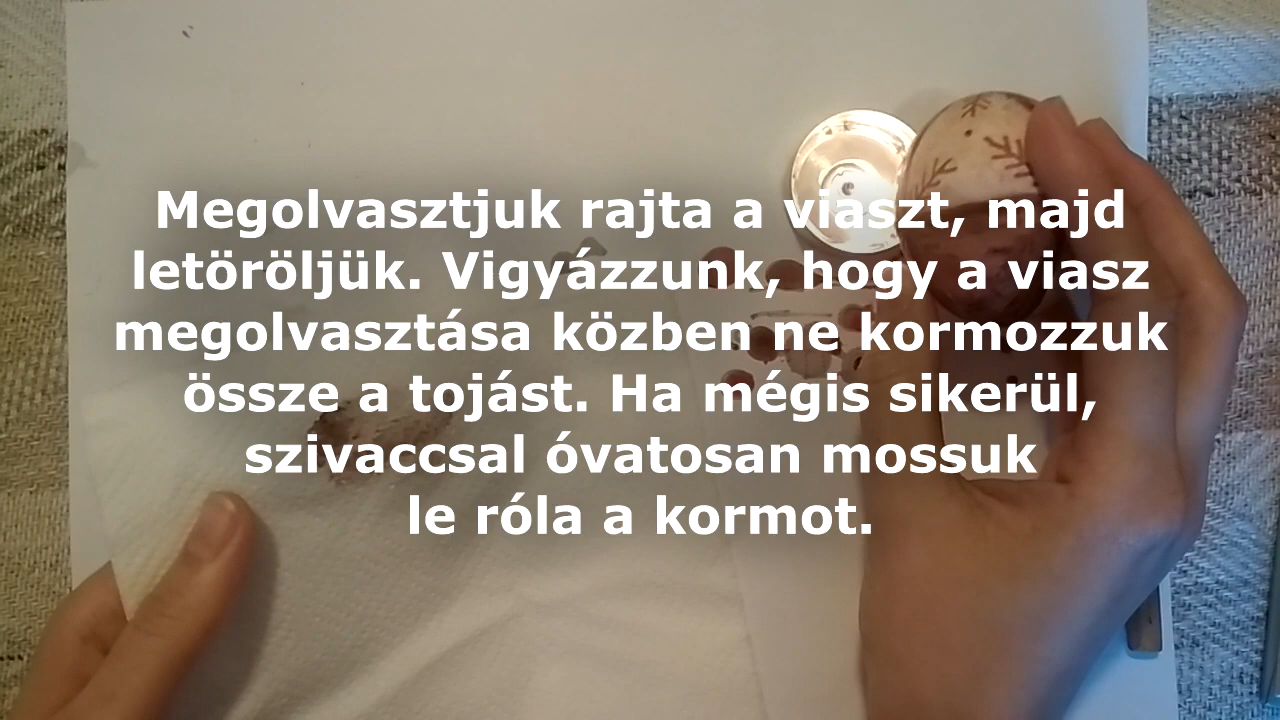 Megolvasztjuk rajta a viaszt, majd
letöröljük. Vigyázzunk, hogy a viasz
megolvasztása közben ne kormozzuk
össze a tojást. Ha mégis sikerül,
szivaccsal óvatosan mossuk
le róla a kormot.